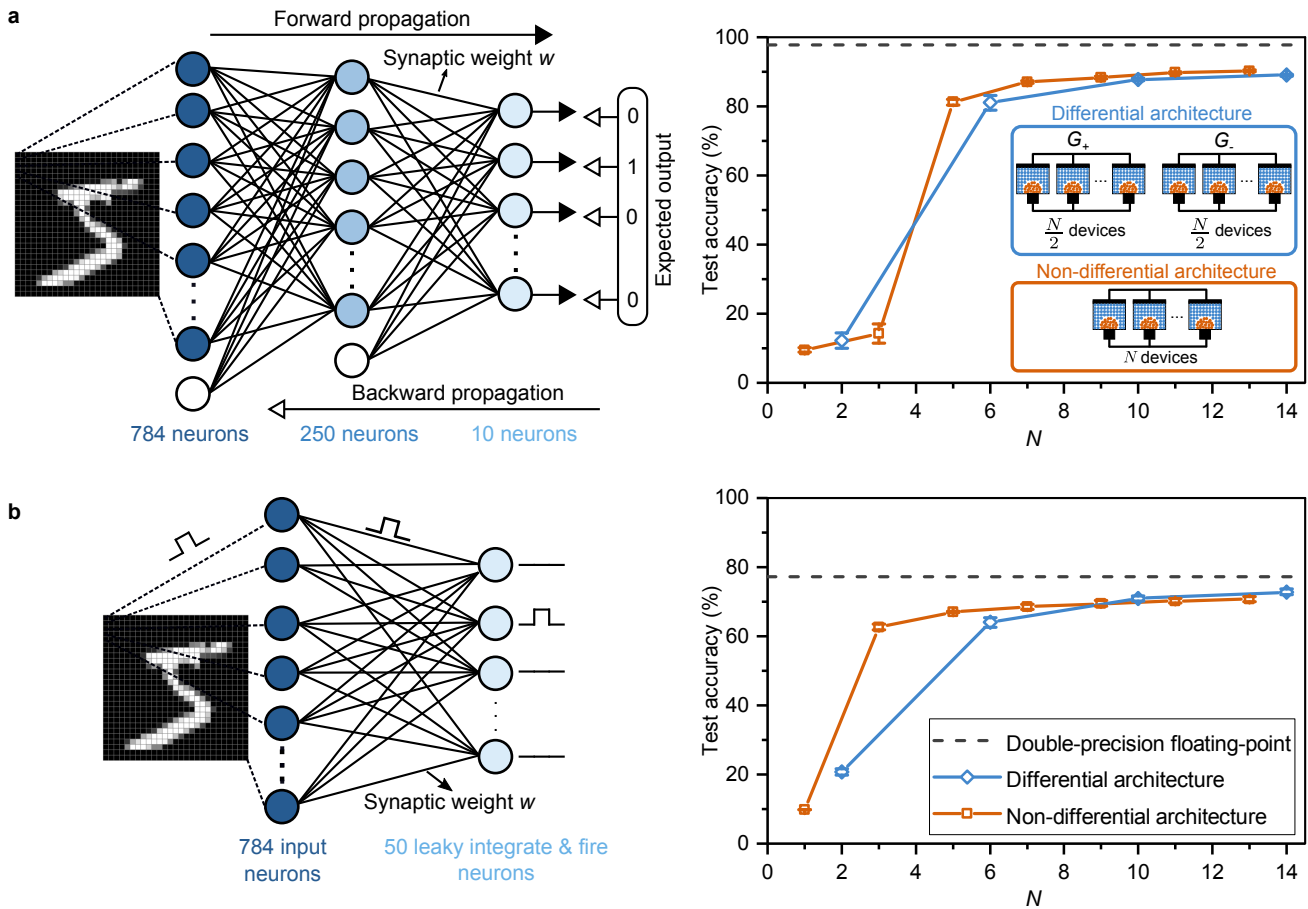 a
Forward propagation
Synaptic weight w
0
1
0
0
Expected output
Backward propagation
784 neurons
250 neurons
10 neurons
Test accuracy (%)
100
80
60
40
20
0
0
2
4
6
8
10
12
14
N
Differential architecture
G+
G-
...
...
N/2 devices
N/2 devices
Non-differential architecture
...
N devices
b
Synaptic weight w
784 input
neurons
50 leaky integrate & fire
neurons
Test accuracy (%)
100
80
60
40
20
0
0
2
4
6
8
10
12
14
N
Double-precision floating-point
Differential architecture
Non-differential architecture